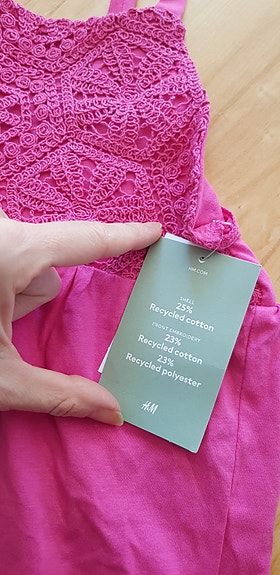 HM.COM
SHELL
25%
Recycled cotton
FRONT EMBROIDERY
23%
Recycled cotton
23%
Recycled polyester
H&M